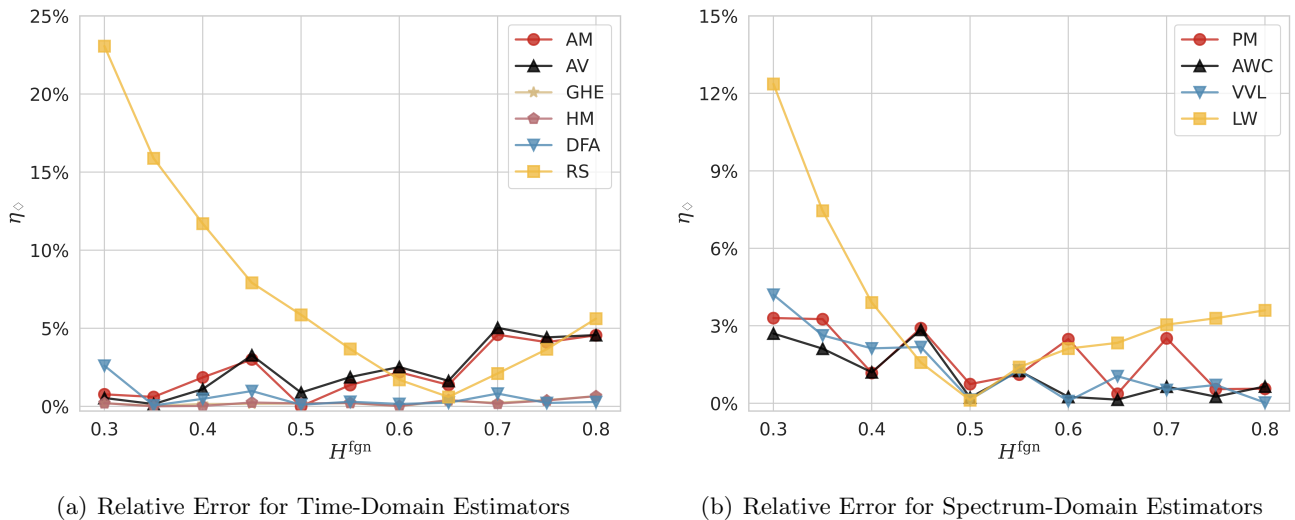 25%
20%
15%
10%
5%
0%
η◇
0.3 0.4 0.5 0.6 0.7 0.8
H^fgn
AM
AV
GHE
HM
DFA
RS
(a) Relative Error for Time-Domain Estimators
15%
12%
9%
6%
3%
0%
η◇
0.3 0.4 0.5 0.6 0.7 0.8
H^fgn
PM
AWC
VVL
LW
(b) Relative Error for Spectrum-Domain Estimators